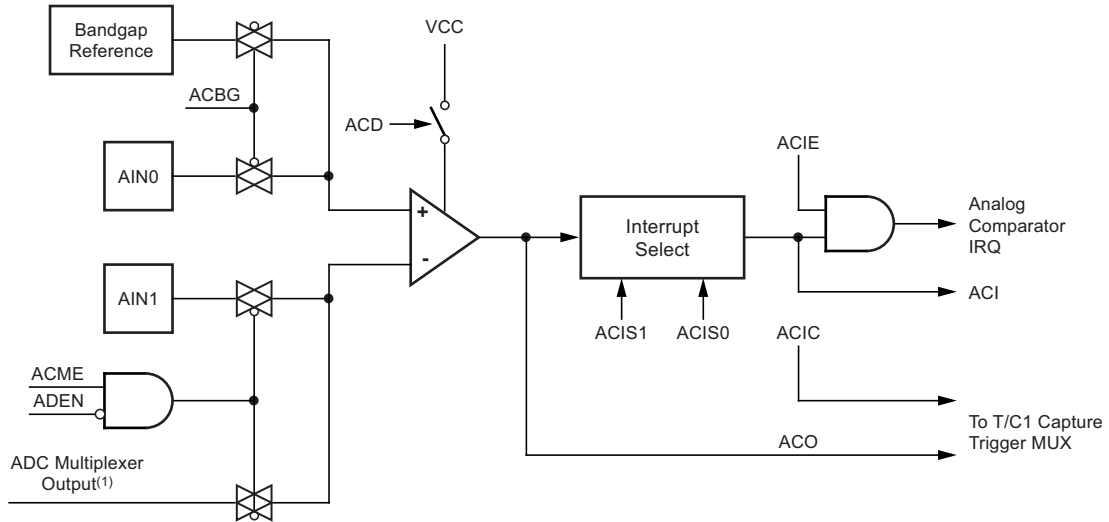 Bandgap
Reference
VCC
ACBG
ACD
AIN0
ACIE
+
Interrupt
Select
Analog
Comparator
IRQ
-
AIN1
ACI
ACIS1
ACIS0
ACIC
ACME
ADEN
To T/C1 Capture
Trigger MUX
ACO
ADC Multiplexer
Output(1)